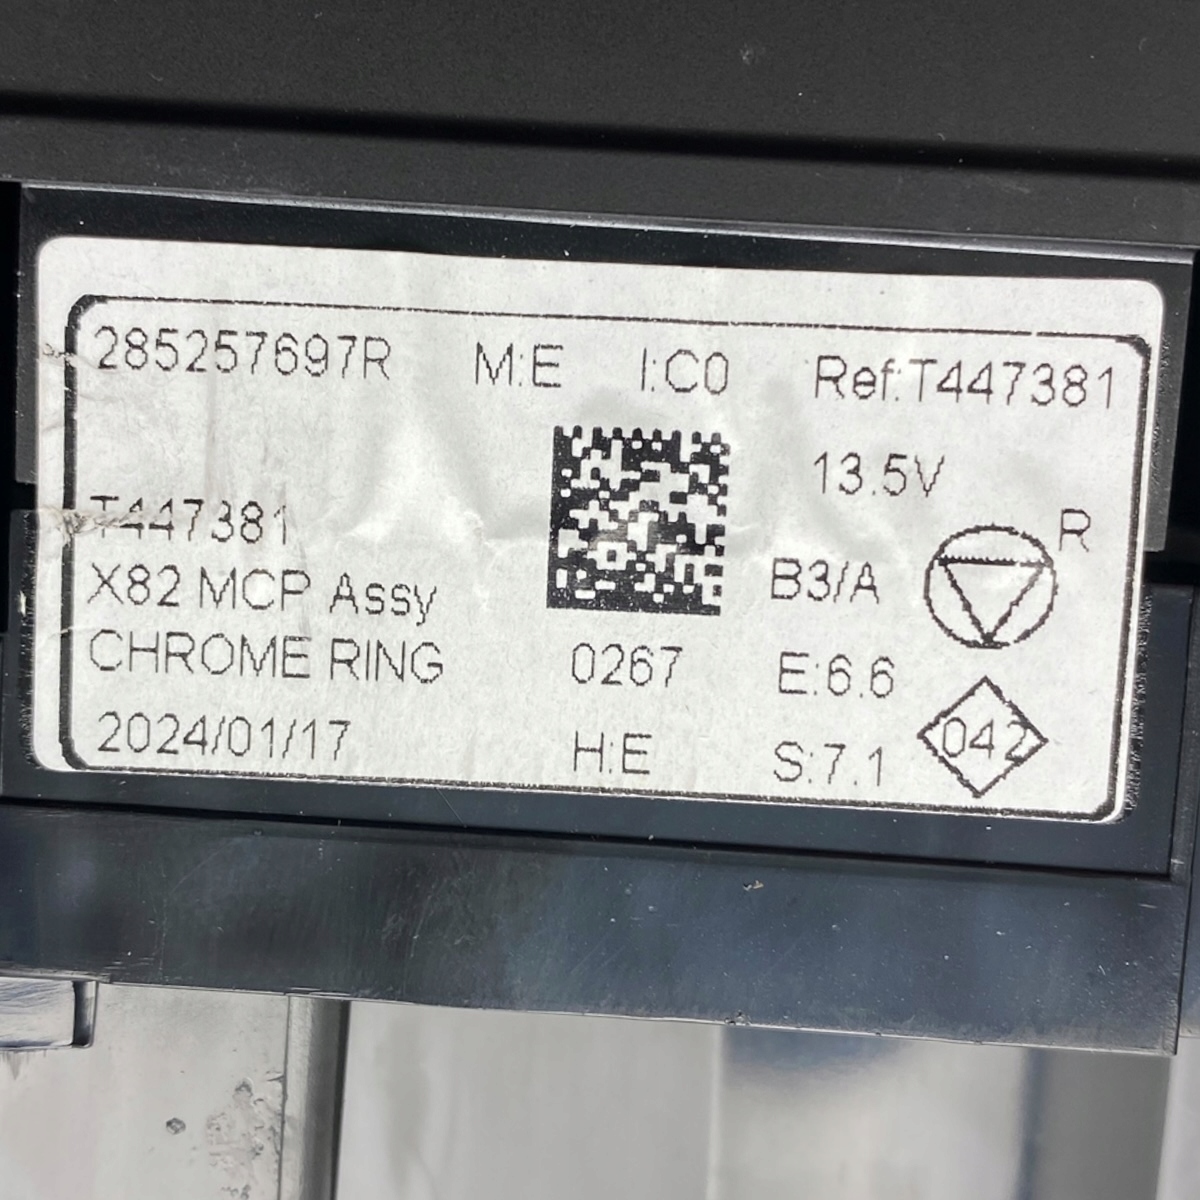 285257697R M:E I:C0 Ref:T447381
13.5V
T447381
R
X82 MCP Assy B3/A
CHROME RING 0267 E:6.6
2024/01/17 H:E S:7.1 042